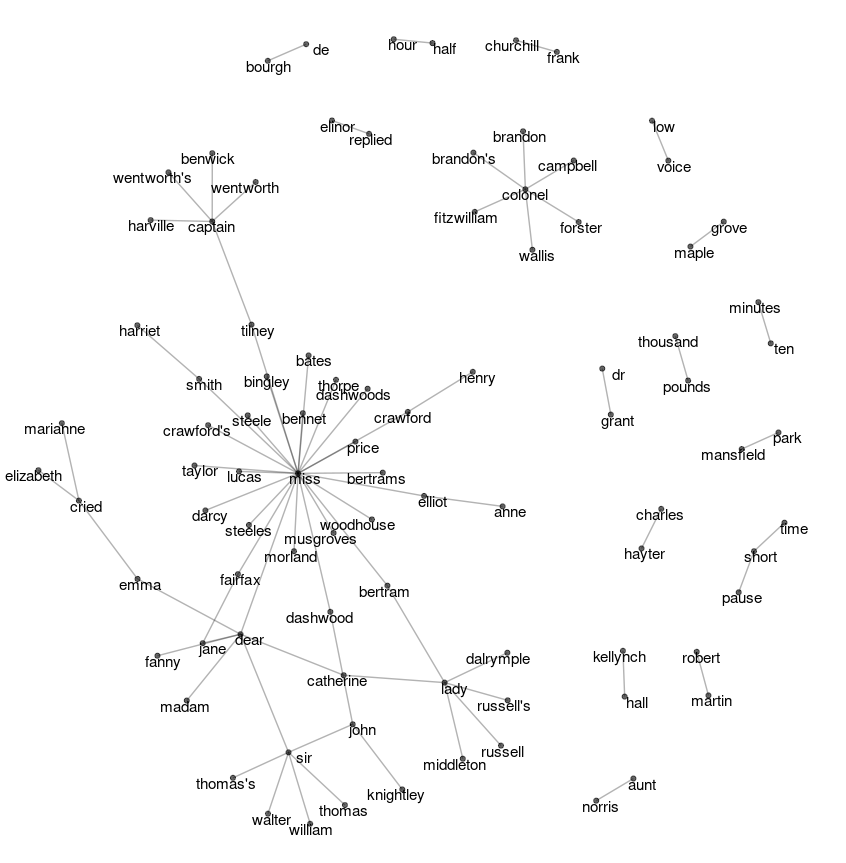 de
bourgh
hour
half
churchill
frank
elinor
replied
low
voice
brandon
brandon's
campbell
colonel
fitzwilliam
forster
wallis
benwick
wentworth's
wentworth
harville
captain
grove
maple
minutes
ten
thousand
pounds
dr
grant
park
mansfield
harriet
tilney
smith
bingley
bates
thorpe
dashwoods
henry
steele
bennet
crawford
crawford's
price
marianne
elizabeth
cried
taylor
lucas
miss
bertrams
elliot
anne
darcy
steeles
woodhouse
musgroves
morland
charles
hayter
time
short
pause
emma
fairfax
bertram
dashwood
dear
jane
fanny
madam
catherine
lady
dalrymple
russell's
russell
middleton
kellynch
hall
robert
martin
john
sir
thomas's
walter
william
thomas
knightley
aunt
norris